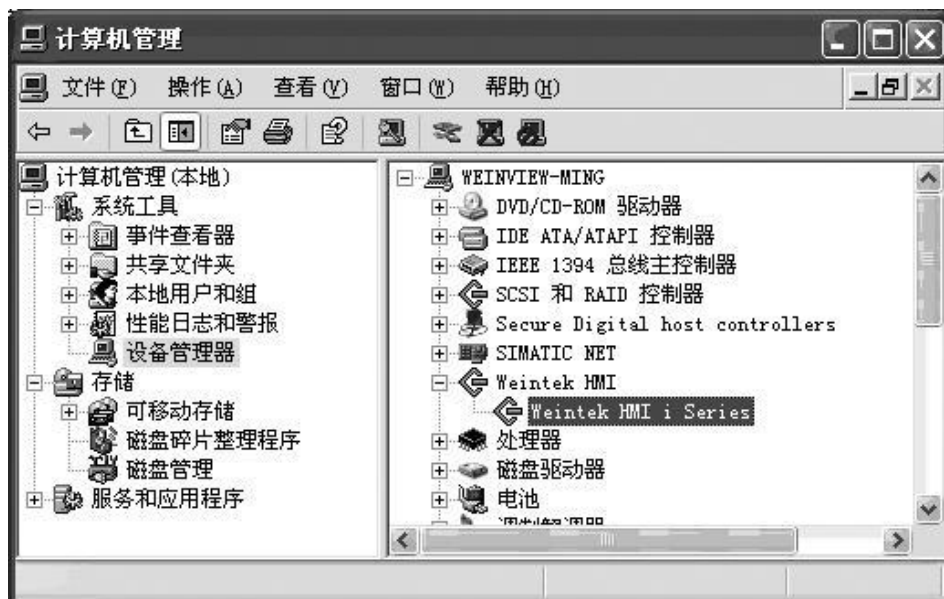 计算机管理
文件(F) 操作(A) 查看(V) 窗口(W) 帮助(H)
计算机管理(本地)
系统工具
事件查看器
共享文件夹
本地用户和组
性能日志和警报
设备管理器
存储
可移动存储
磁盘碎片整理程序
磁盘管理
服务和应用程序
WEINVIEW-MING
DVD/CD-ROM 驱动器
IDE ATA/ATAPI 控制器
IEEE 1394 总线主控制器
SCSI 和 RAID 控制器
Secure Digital host controllers
SIMATIC NET
Weintek HMI
Weintek HMI i Series
处理器
磁盘驱动器
电池